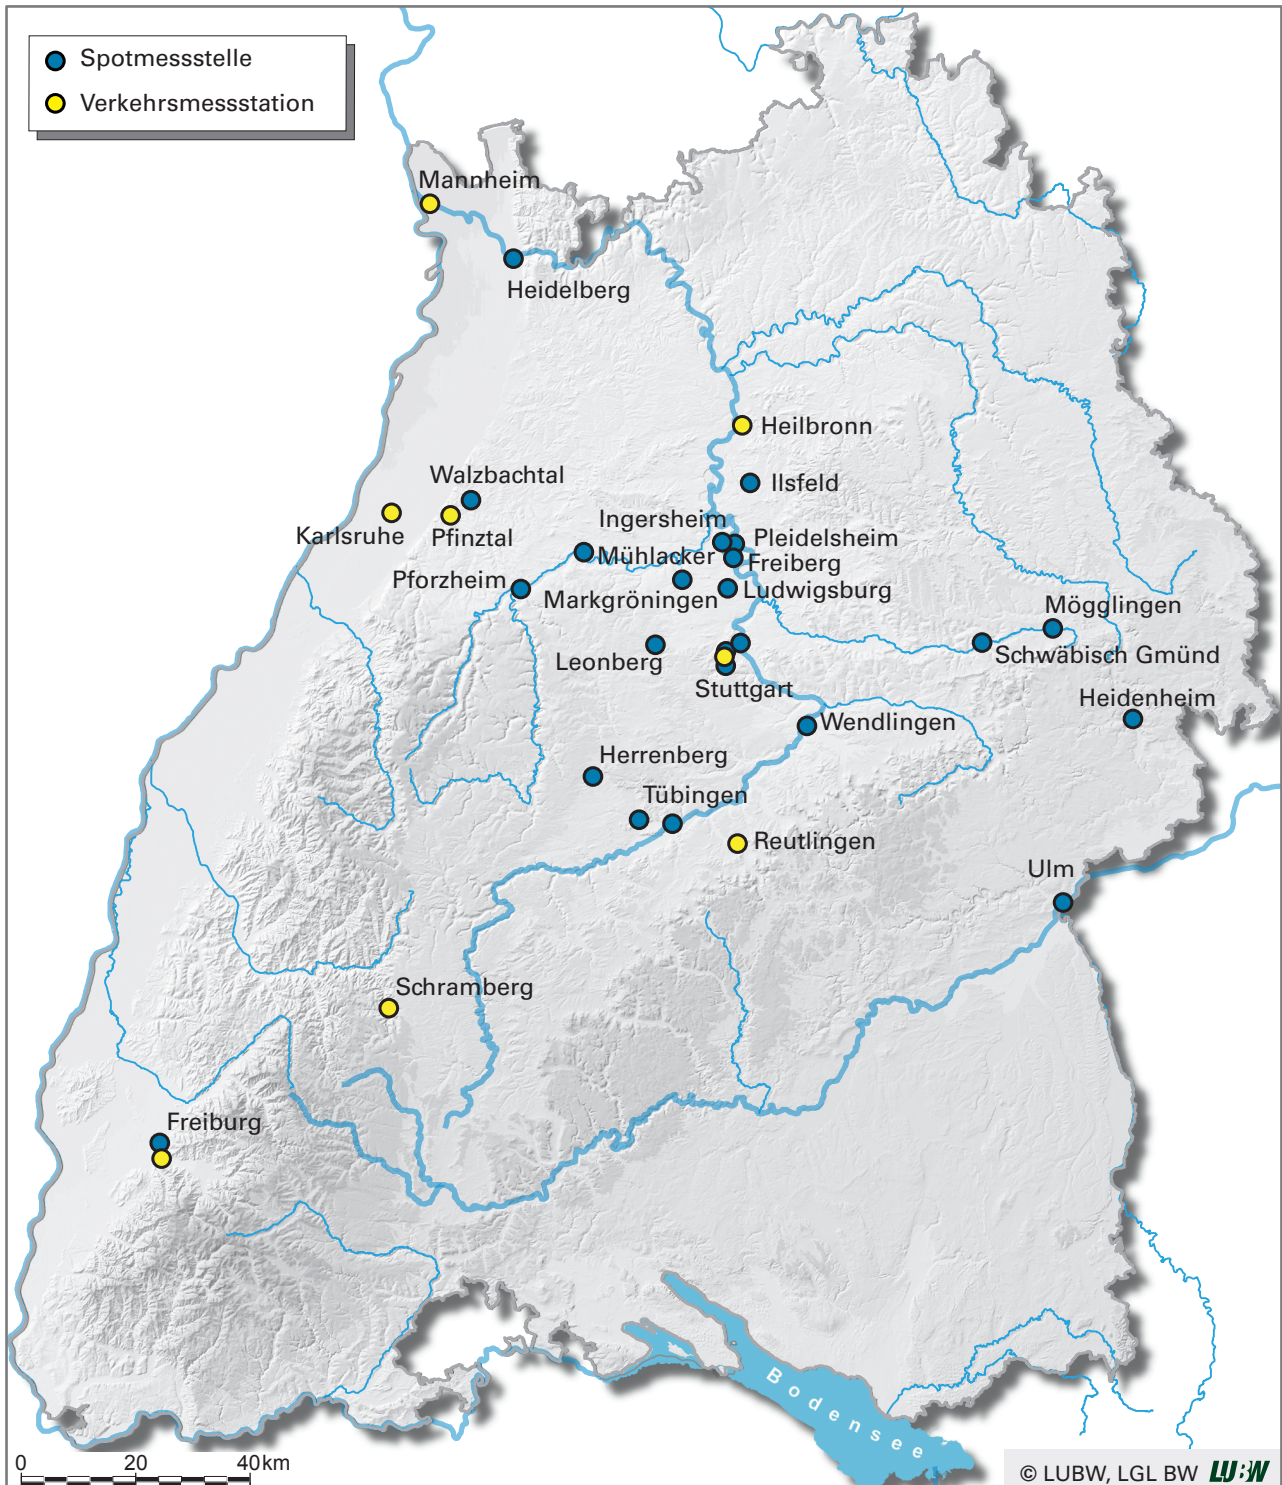 Spotmessstelle
Verkehrsmessstation
Mannheim
Heidelberg
Heilbronn
Walzbachtal
Ilsfeld
Ingersheim
Karlsruhe
Pfinztal
Pleidelsheim
Mühlacker
Freiberg
Pforzheim
Ludwigsburg
Markgröningen
Mögglingen
Leonberg
Schwäbisch Gmünd
Stuttgart
Heidenheim
Wendlingen
Herrenberg
Tübingen
Reutlingen
Ulm
Schramberg
Freiburg
Bodensee
0 20 40km
© LUBW, LGL BW LUBW